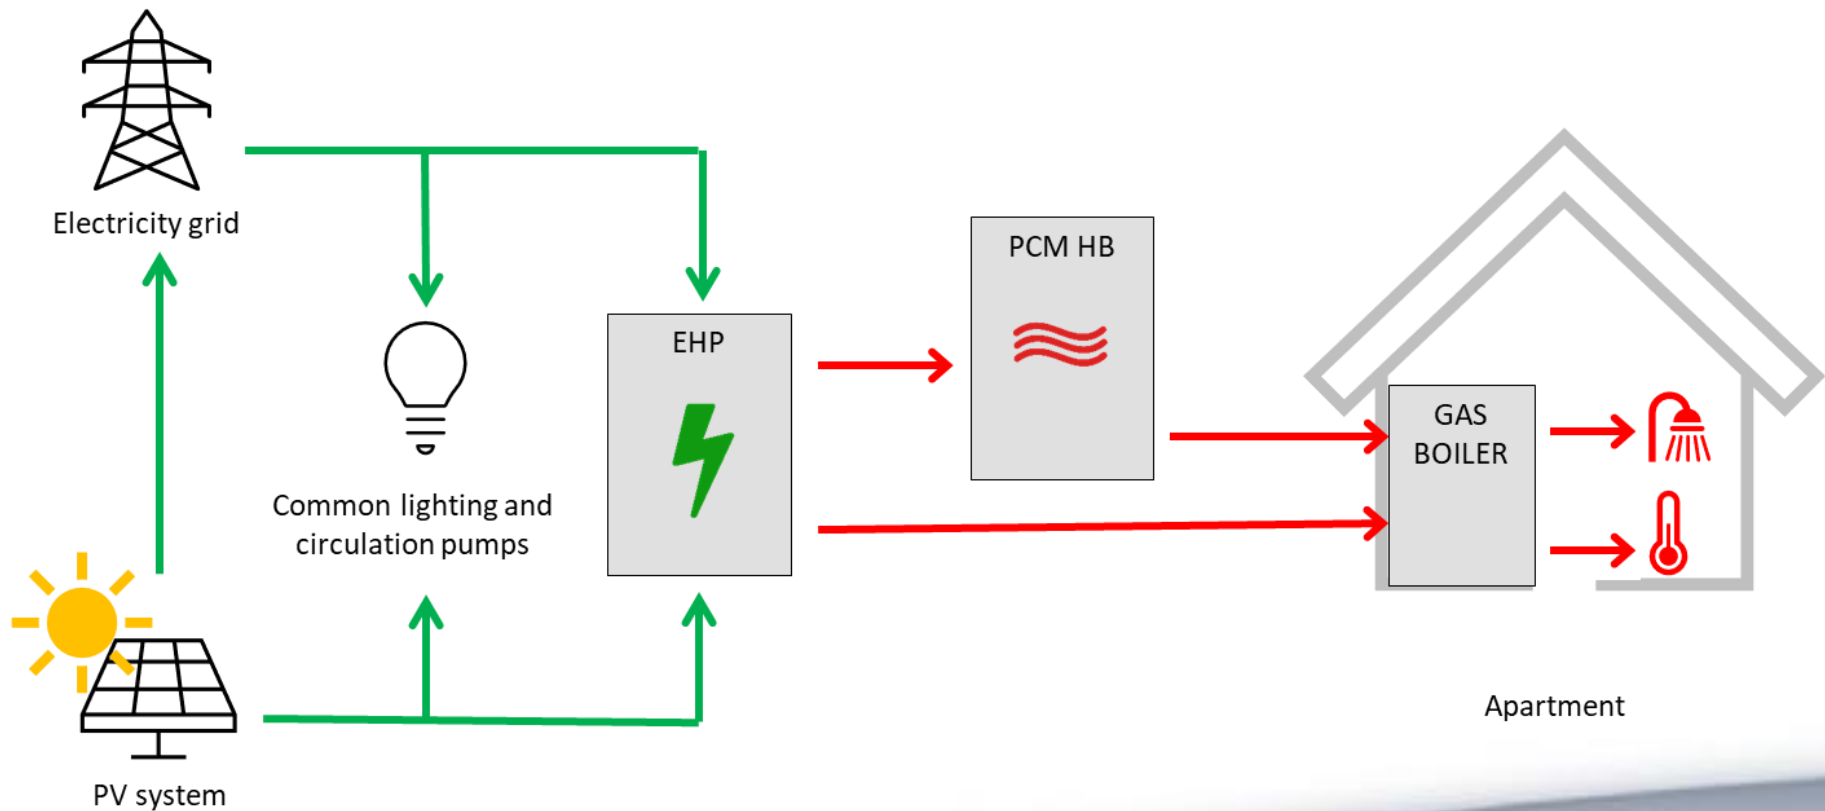 Electricity grid
PCM HB
EHP
GAS
BOILER
Common lighting and
circulation pumps
Apartment
PV system